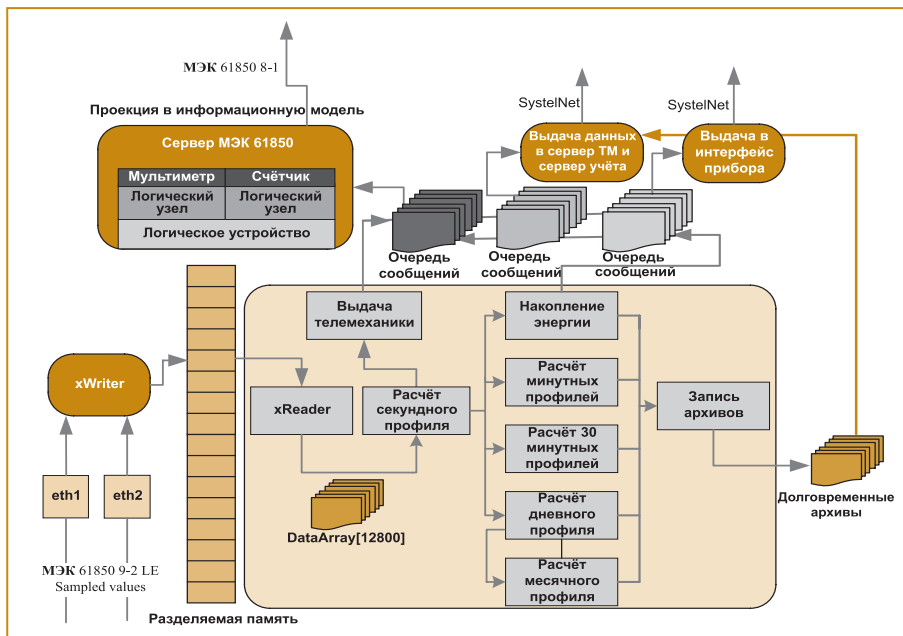 МЭК 61850 8-1
Проекция в информационную модель
Сервер МЭК 61850
Мультиметр
Счётчик
Логический
узел
Логический
узел
Логическое устройство
SystelNet
SystelNet
Выдача данных
в сервер ТМ и
сервер учёта
Выдача в
интерфейс
прибора
Очередь
сообщений
Очередь
сообщений
Очередь
сообщений
Выдача
телемеханики
Накопление
энергии
xWriter
xReader
Расчёт
секундного
профиля
Расчёт
минутных
профилей
Запись
архивов
Расчёт 30
минутных
профилей
eth1
eth2
DataArray[12800]
Расчёт
дневного
профиля
Долговременные
архивы
МЭК 61850 9-2 LE
Sampled values
Расчёт
месячного
профиля
Разделяемая память